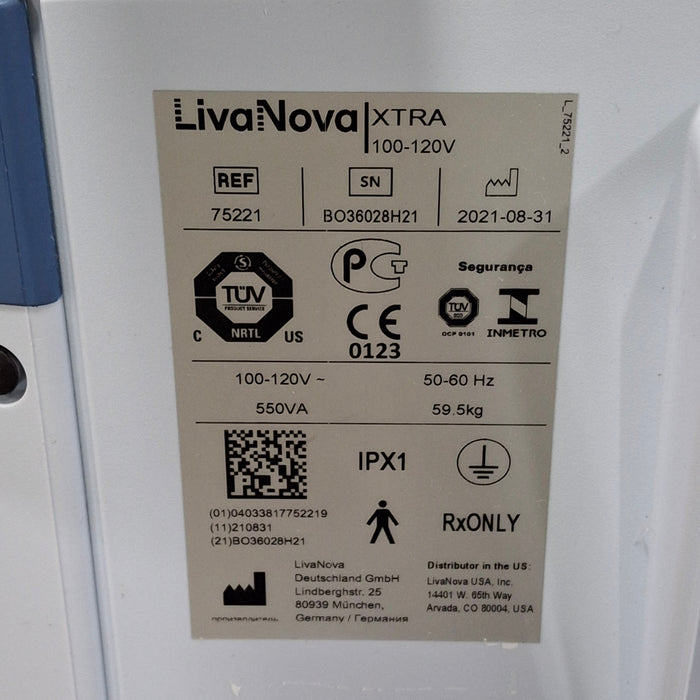 LivaNova
XTRA
100-120V
L_75221_2
REF
SN
75221
BO36028H21
2021-08-31
TÜV
PRODUCT SERVICE
C
NRTL
US
PCT
CE
0123
Segurança
TÜV
OCP 0101
INMETRO
100-120V ~
50-60 Hz
550VA
59.5kg
IPX1
(01)04033817752219
(11)210831
(21)BO36028H21
RxONLY
LivaNova
Deutschland GmbH
Lindberghstr. 25
80939 München,
Germany / Германия
производитель
Distributor in the US:
LivaNova USA, Inc.
14401 W. 65th Way
Arvada, CO 80004, USA